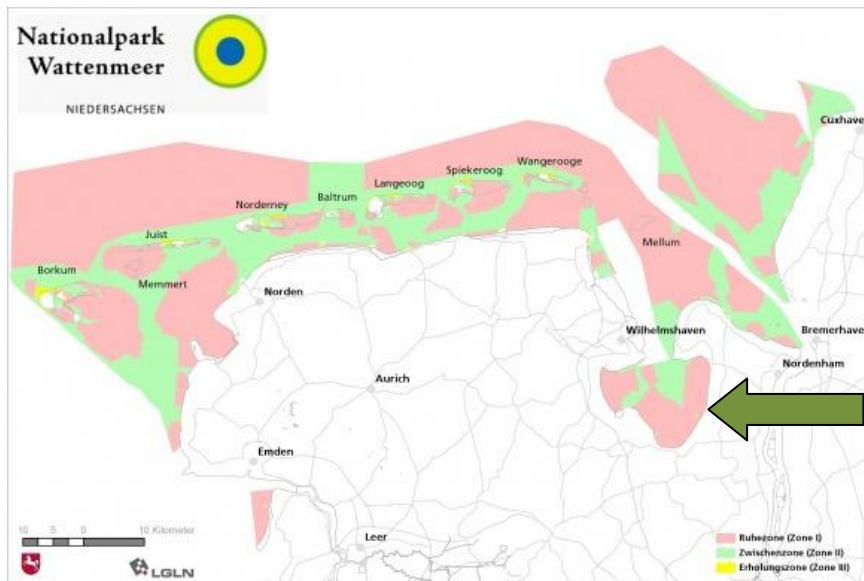 Nationalpark
Wattenmeer
NIEDERSACHSEN
Cuxhave
Wangerooge
Spiekeroog
Langeoog
Baltrum
Norderney
Juist
Mellum
Borkum
Memmert
Norden
Wilhelmshaven
Bremerhave
Nordenham
Aurich
Emden
10 5 0 10 Kilometer
Leer
Ruhezone (Zone I)
Zwischenzone (Zone II)
Erholungszone (Zone III)
LGLN